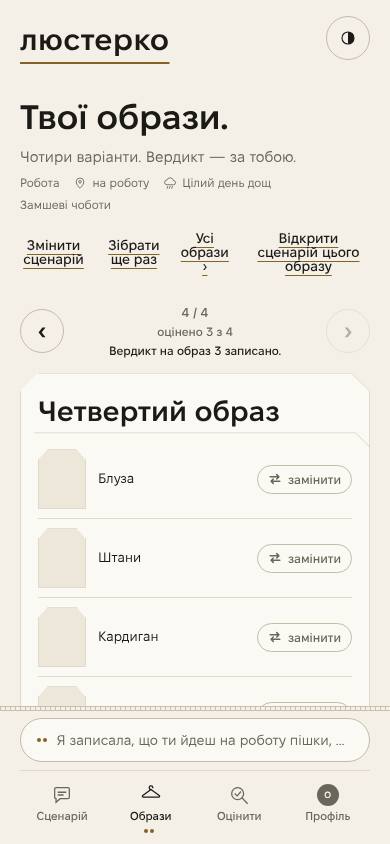 люстерко
Твої образи.
Чотири варіанти. Вердикт — за тобою.
Робота на роботу Цілий день дощ
Замшеві чоботи
Змінити сценарій
Зібрати ще раз
Усі образи ›
Відкрити сценарій цього образу
4 / 4
оцінено 3 з 4
Вердикт на образ 3 записано.
Четвертий образ
Блуза замінити
Штани замінити
Кардиган замінити
Я записала, що ти йдеш на роботу пішки, ...
Сценарій Образи Оцінити Профіль